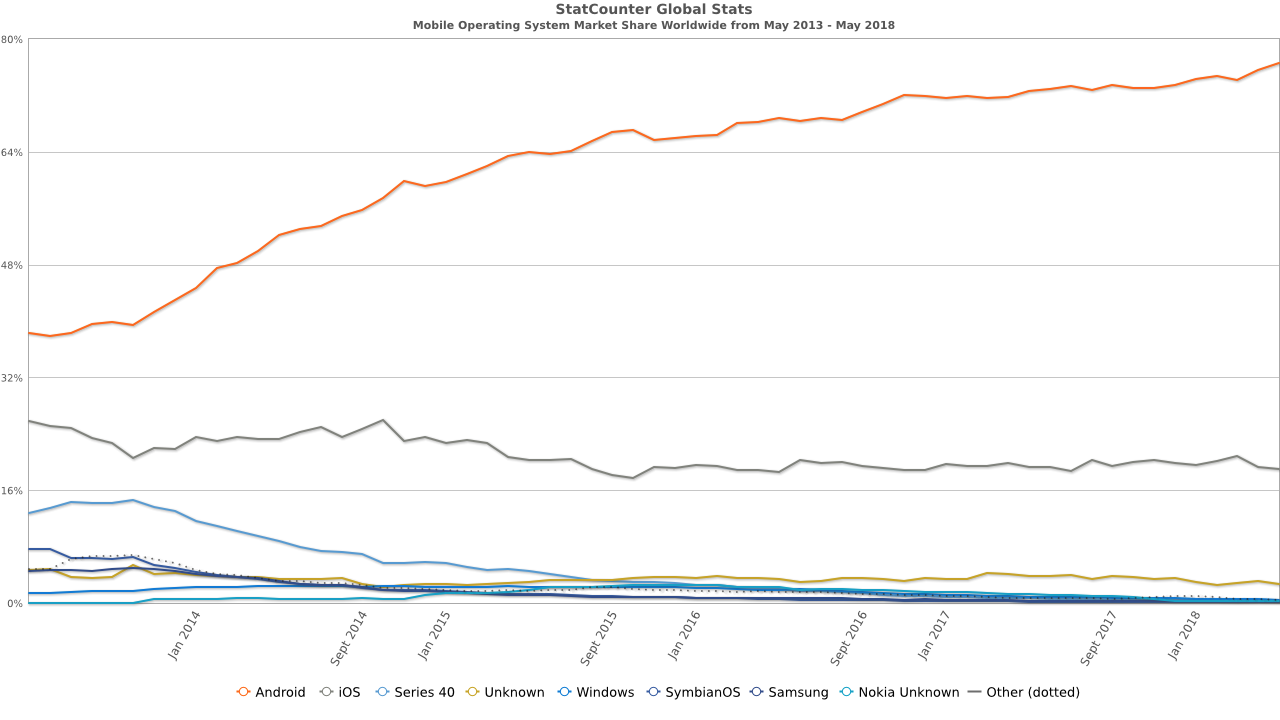 StatCounter Global Stats
Mobile Operating System Market Share Worldwide from May 2013 - May 2018
80%
64%
48%
32%
16%
0%
Jan 2014 Sept 2014 Jan 2015 Sept 2015 Jan 2016 Sept 2016 Jan 2017 Sept 2017 Jan 2018
Android iOS Series 40 Unknown Windows SymbianOS Samsung Nokia Unknown Other (dotted)